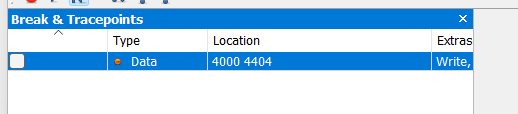 Break & Tracepoints
Type Location Extras
Data 4000 4404 Write,